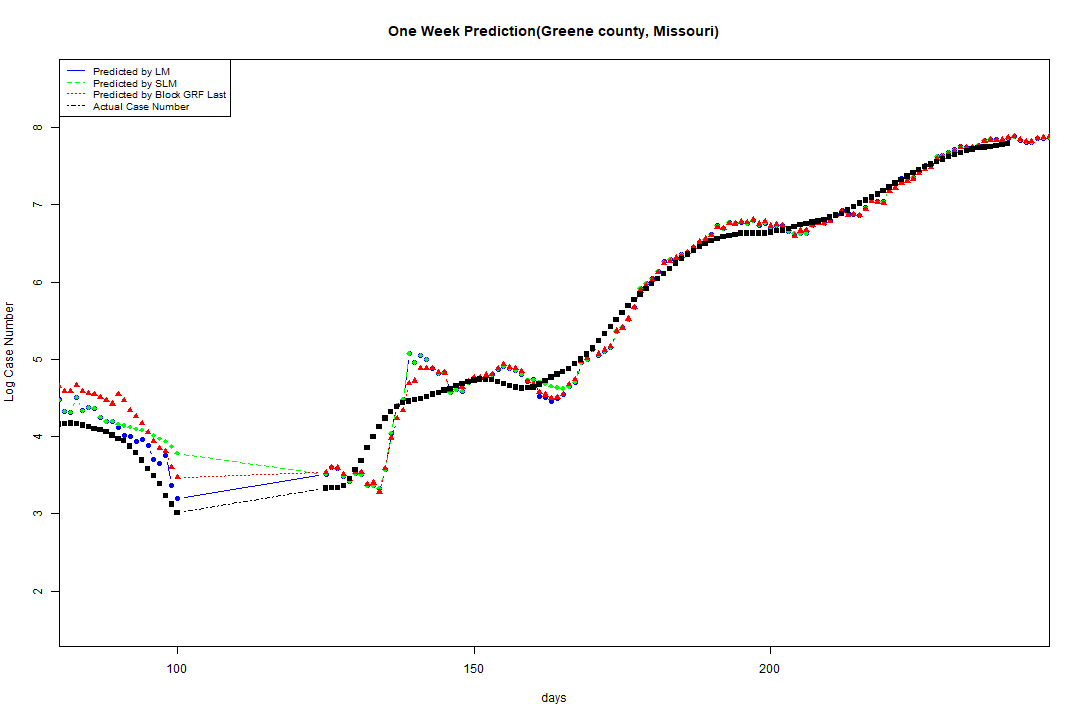 One Week Prediction(Greene county, Missouri)
Predicted by LM
Predicted by SLM
Predicted by Block GRF Last
Actual Case Number
8
7
6
5
4
3
2
Log Case Number
100 150 200
days